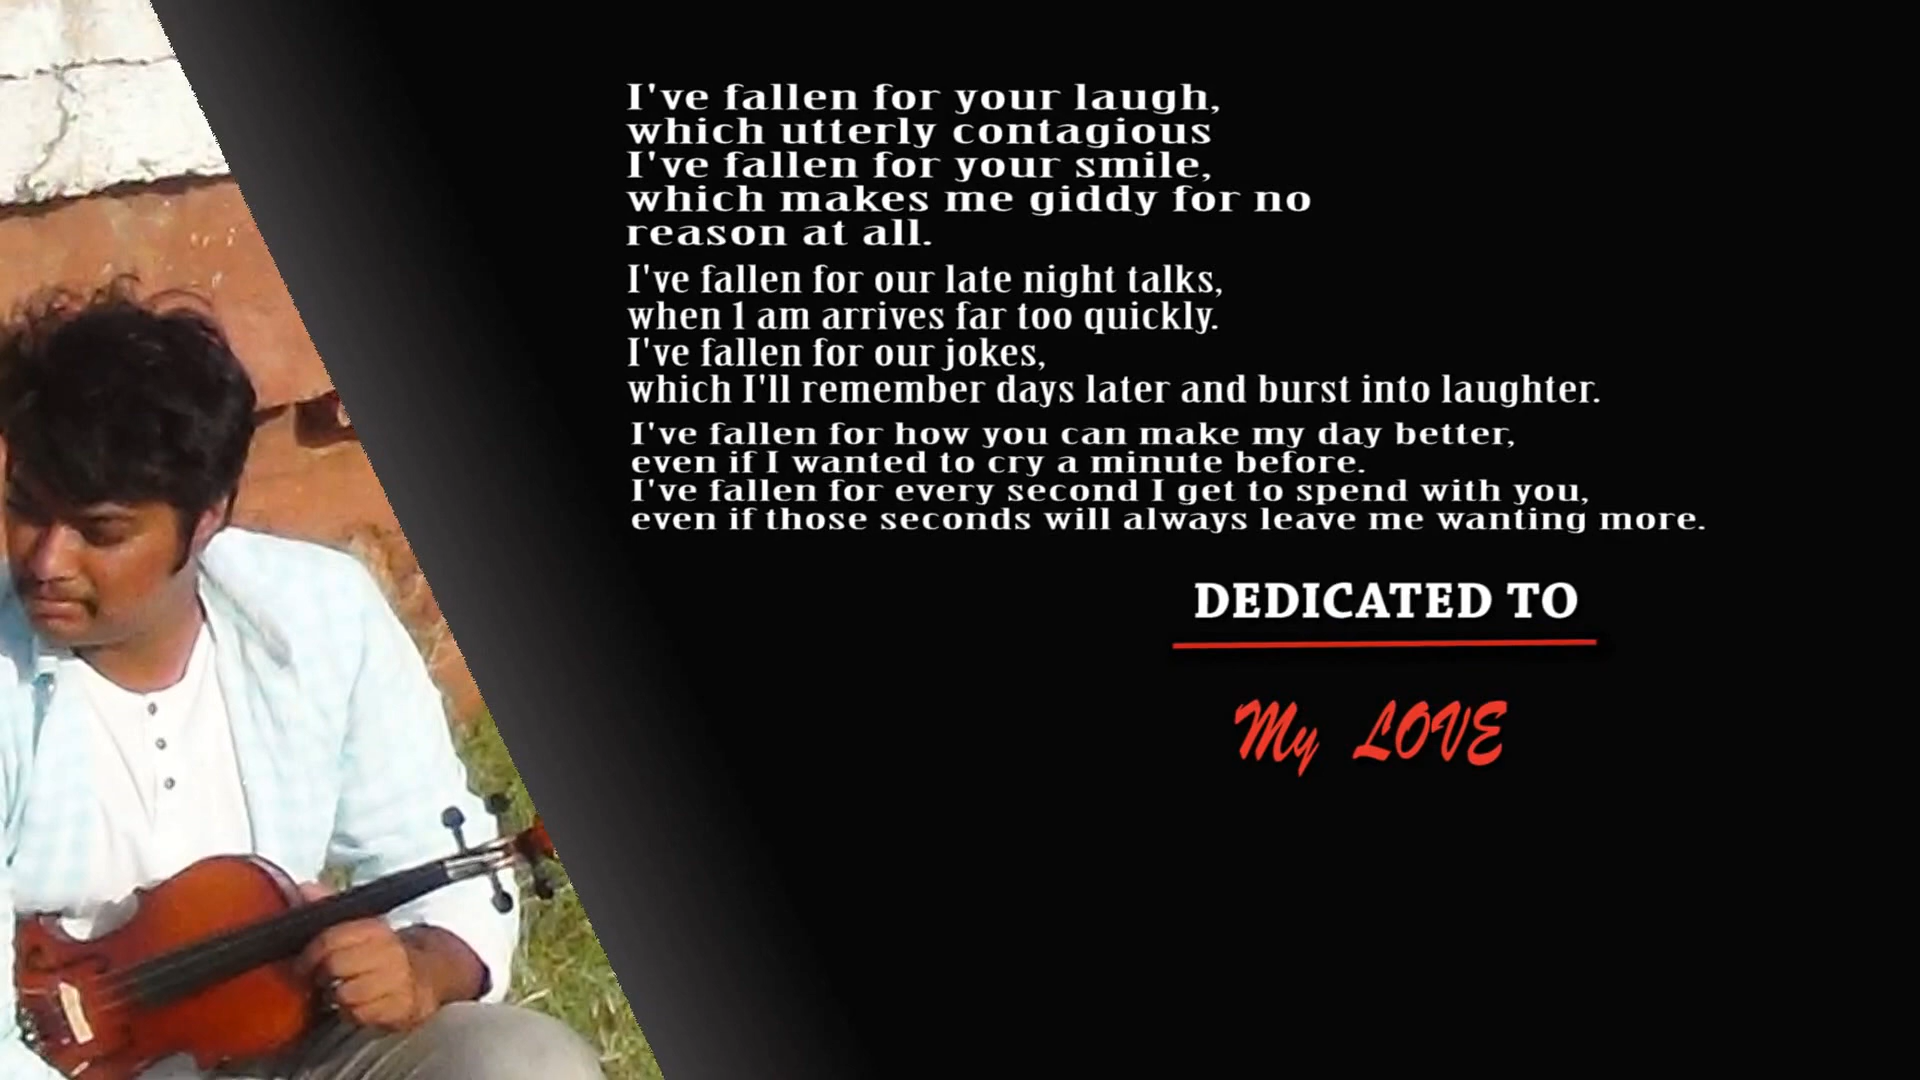 I've fallen for your laugh,
which utterly contagious
I've fallen for your smile,
which makes me giddy for no
reason at all.
I've fallen for our late night talks,
when 1 am arrives far too quickly.
I've fallen for our jokes,
which I'll remember days later and burst into laughter.
I've fallen for how you can make my day better,
even if I wanted to cry a minute before.
I've fallen for every second I get to spend with you,
even if those seconds will always leave me wanting more.
DEDICATED TO
My LOVE